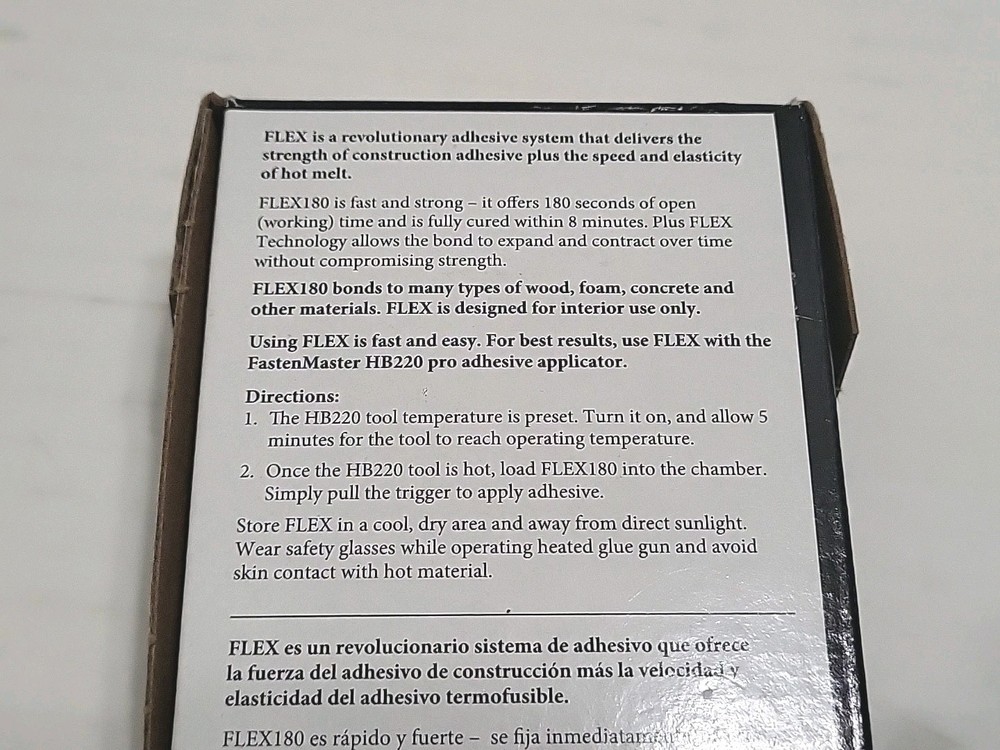 FLEX is a revolutionary adhesive system that delivers the
strength of construction adhesive plus the speed and elasticity
of hot melt.
FLEX180 is fast and strong – it offers 180 seconds of open
(working) time and is fully cured within 8 minutes. Plus FLEX
Technology allows the bond to expand and contract over time
without compromising strength.
FLEX180 bonds to many types of wood, foam, concrete and
other materials. FLEX is designed for interior use only.
Using FLEX is fast and easy. For best results, use FLEX with the
FastenMaster HB220 pro adhesive applicator.
Directions:
1. The HB220 tool temperature is preset. Turn it on, and allow 5
minutes for the tool to reach operating temperature.
2. Once the HB220 tool is hot, load FLEX180 into the chamber.
Simply pull the trigger to apply adhesive.
Store FLEX in a cool, dry area and away from direct sunlight.
Wear safety glasses while operating heated glue gun and avoid
skin contact with hot material.
FLEX es un revolucionario sistema de adhesivo que ofrece
la fuerza del adhesivo de construcción más la velocidad y
elasticidad del adhesivo termofusible.
FLEX180 es rápido y fuerte – se fija